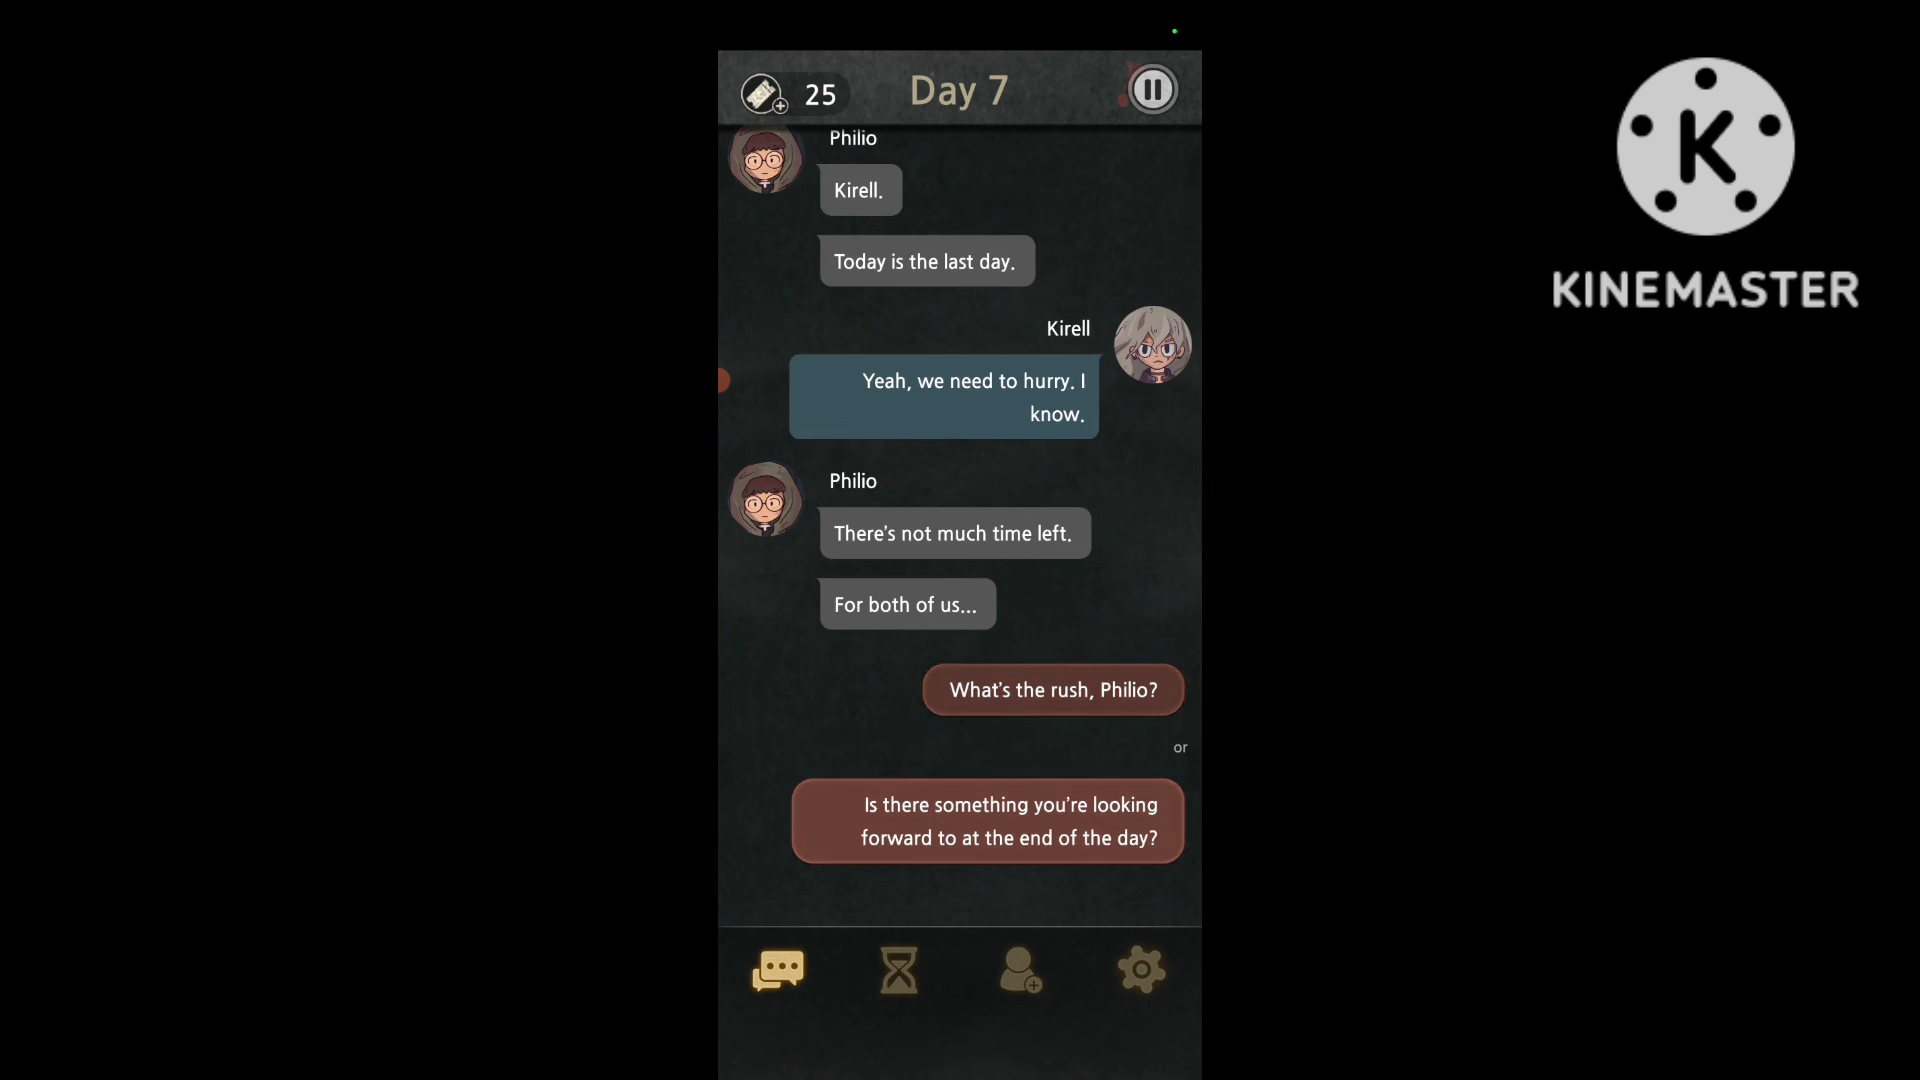 25
Day 7
Philio
Kirell.
Today is the last day.
Kirell
Yeah, we need to hurry. I
know.
Philio
There's not much time left.
For both of us...
What's the rush, Philio?
or
Is there something you're looking
forward to at the end of the day?
K
KINEMASTER